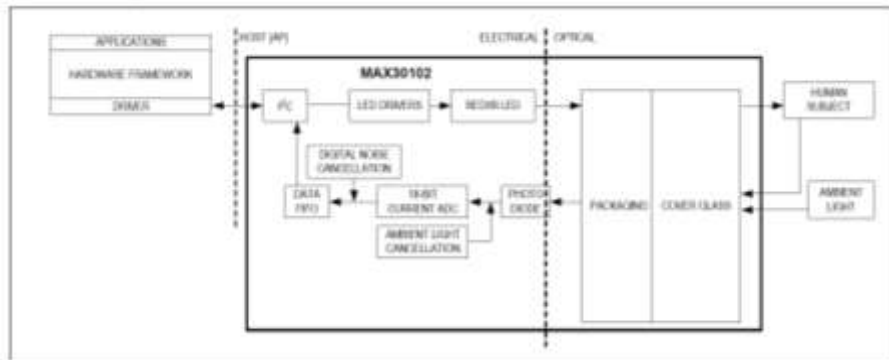 HOST (AP)
ELECTRICAL
OPTICAL
APPLICATIONS
HARDWARE FRAMEWORK
DRIVER
MAX30102
I²C
LED DRIVERS
RED/IR LED
HUMAN
SUBJECT
DIGITAL NOISE
CANCELLATION
DATA
FIFO
18-BIT
CURRENT ADC
PHOTO
DIODE
AMBIENT LIGHT
CANCELLATION
PACKAGING
COVER GLASS
AMBIENT
LIGHT